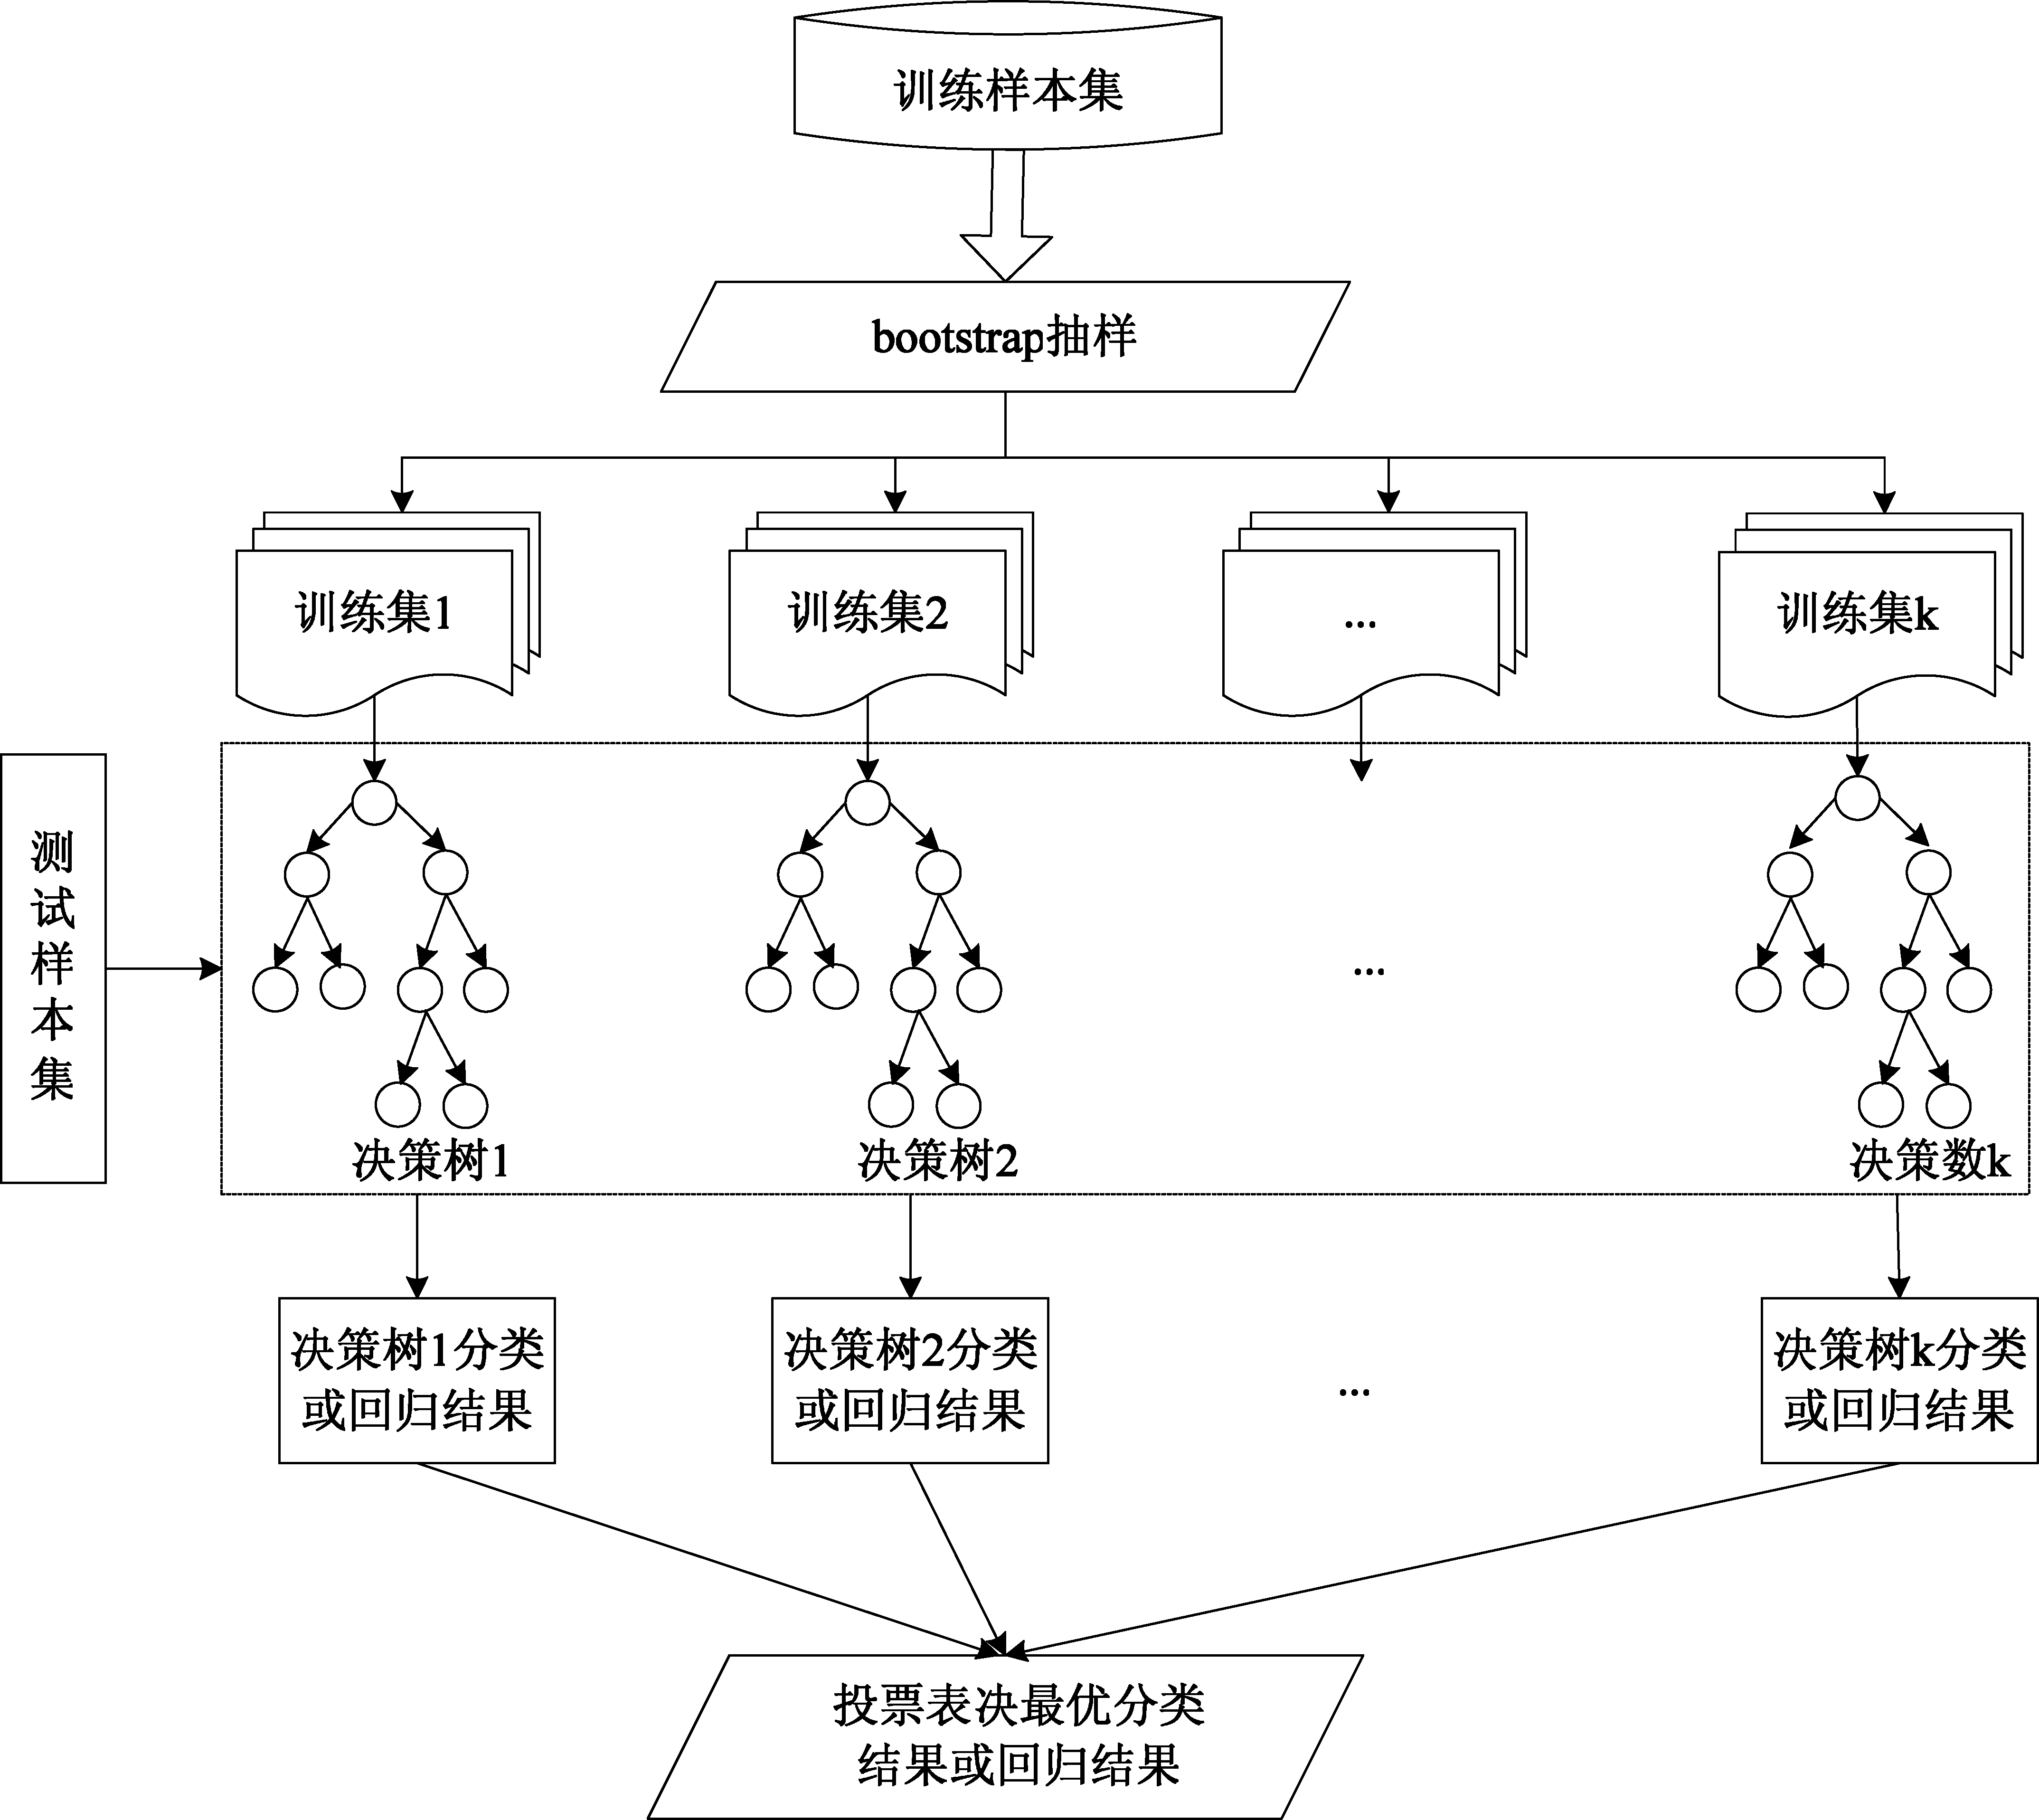 训练样本集
bootstrap抽样
训练集1
训练集2
...
训练集k
测
试
样
本
集
...
决策树1
决策树2
决策数k
决策树1分类
或回归结果
决策树2分类
或回归结果
...
决策树k分类
或回归结果
投票表决最优分类
结果或回归结果